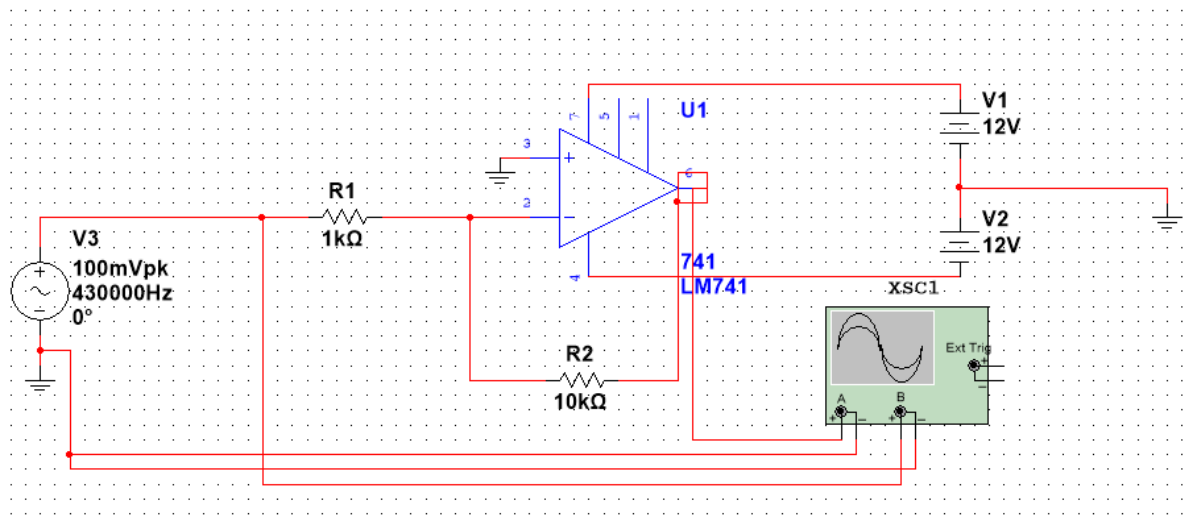 U1
7
5
1
V1
12V
3
+
6
R1
2
−
V2
12V
1kΩ
V3
741
4
LM741
100mVpk
430000Hz
0°
XSC1
+
−
R2
Ext Trig
+
−
10kΩ
A
B
+
−
+
−